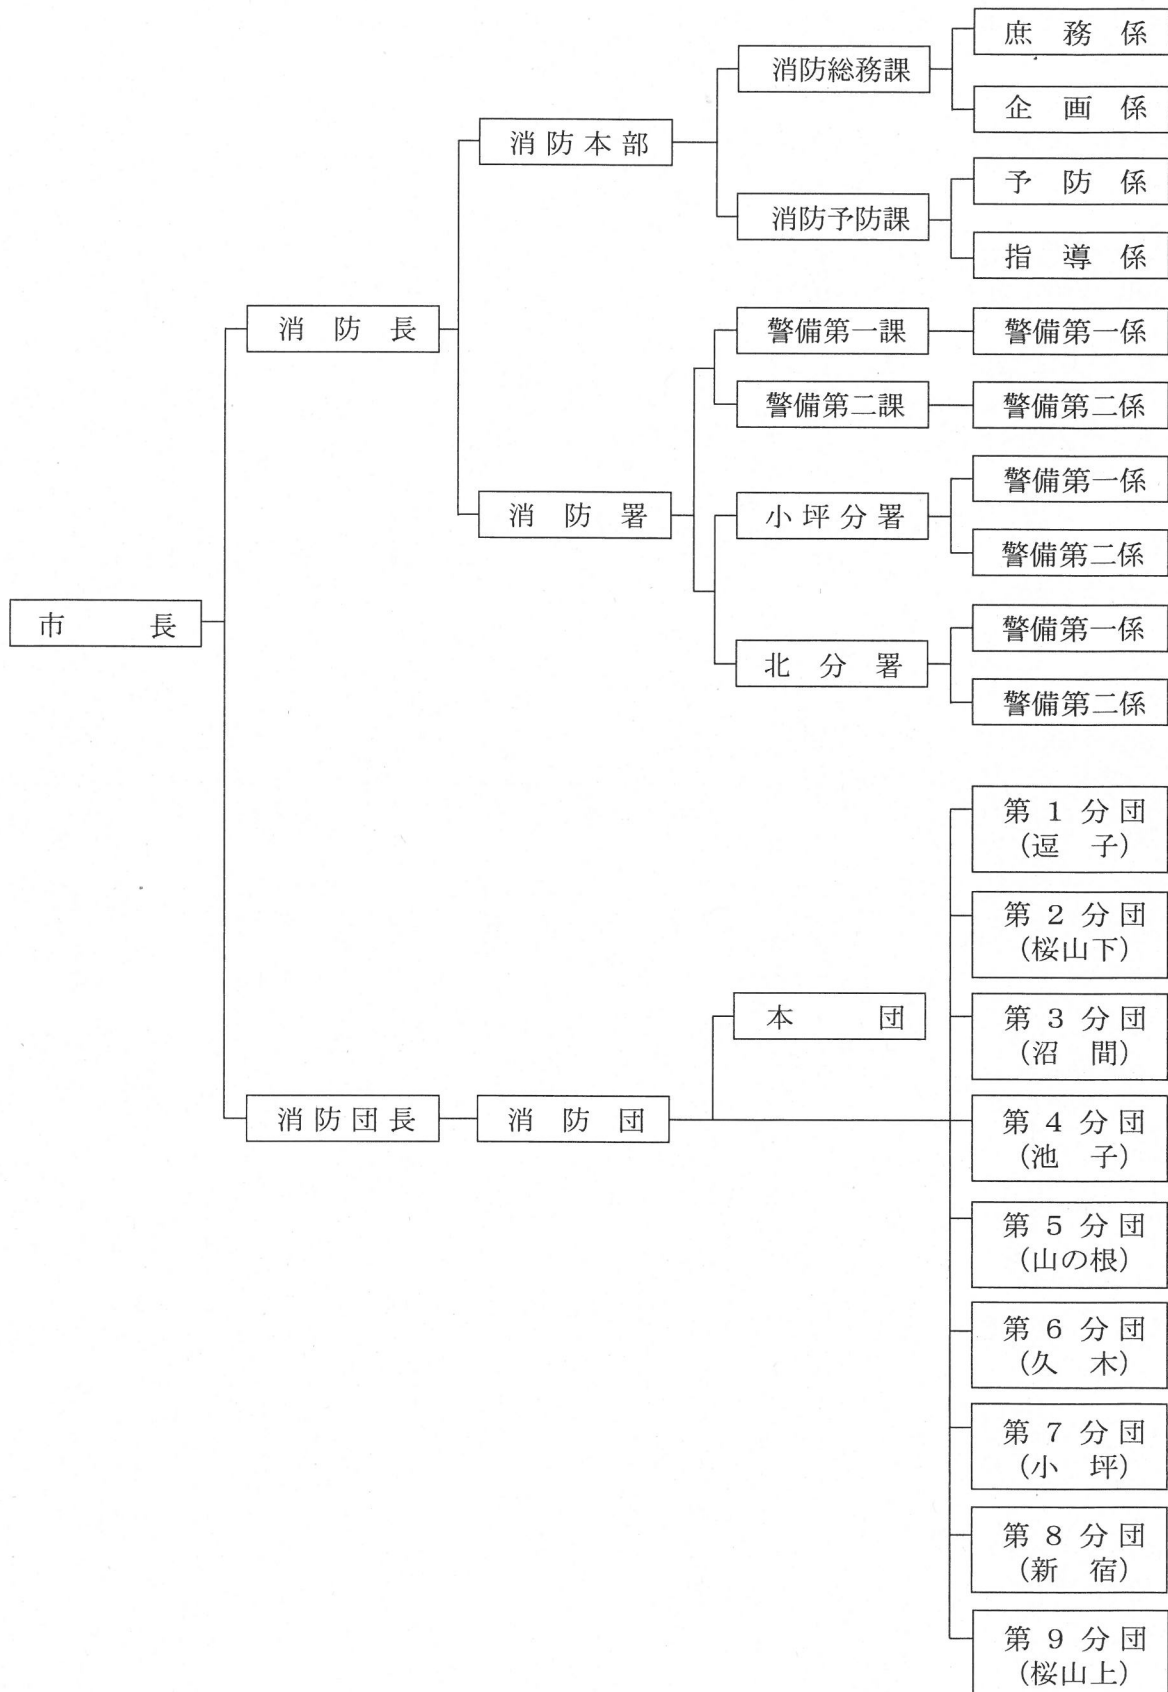 庶務係
消防総務課
企画係
消防本部
予防係
消防予防課
指導係
消防長
警備第一課
警備第一係
警備第二課
警備第二係
警備第一係
消防署
小坪分署
警備第二係
市長
警備第一係
北分署
警備第二係
第1分団
(逗子)
第2分団
(桜山下)
本団
第3分団
(沼間)
消防団長
消防団
第4分団
(池子)
第5分団
(山の根)
第6分団
(久木)
第7分団
(小坪)
第8分団
(新宿)
第9分団
(桜山上)